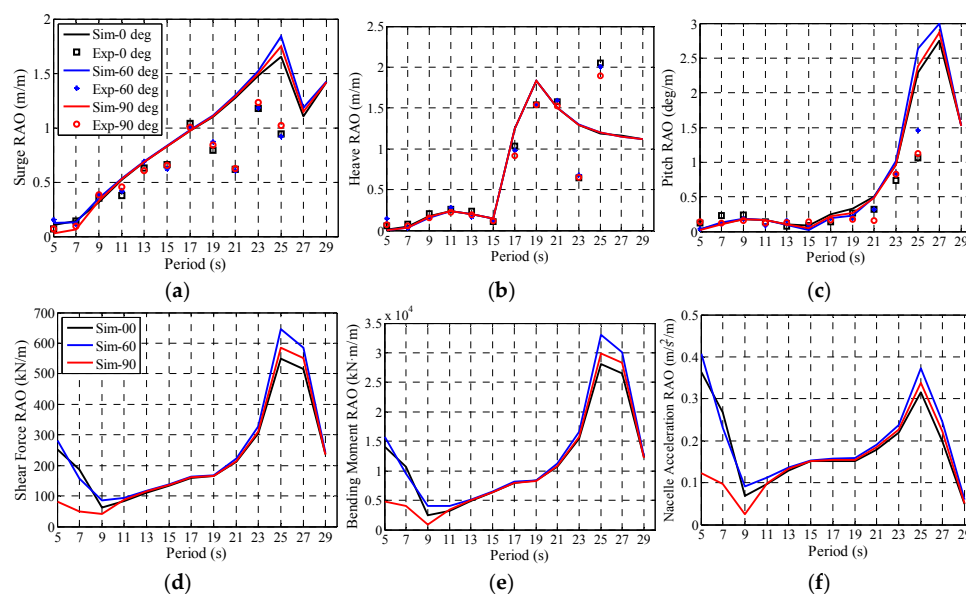 2
1.5
1
0.5
0
Surge RAO (m/m)
Sim-0 deg
Exp-0 deg
Sim-60 deg
Exp-60 deg
Sim-90 deg
Exp-90 deg
5 7 9 11 13 15 17 19 21 23 25 27 29
Period (s)
(a)
2.5
2
1.5
1
0.5
0
Heave RAO (m/m)
5 7 9 11 13 15 17 19 21 23 25 27 29
Period (s)
(b)
3
2.5
2
1.5
1
0.5
0
Pitch RAO (deg/m)
5 7 9 11 13 15 17 19 21 23 25 27 29
Period (s)
(c)
700
600
500
400
300
200
100
0
Shear Force RAO (kN/m)
Sim-00
Sim-60
Sim-90
5 7 9 11 13 15 17 19 21 23 25 27 29
Period (s)
(d)
3.5 x 10^4
3
2.5
2
1.5
1
0.5
0
Bending Moment RAO (kN·m/m)
5 7 9 11 13 15 17 19 21 23 25 27 29
Period (s)
(e)
0.5
0.4
0.3
0.2
0.1
0
Nacelle Acceleration RAO (m/s²/m)
5 7 9 11 13 15 17 19 21 23 25 27 29
Period (s)
(f)